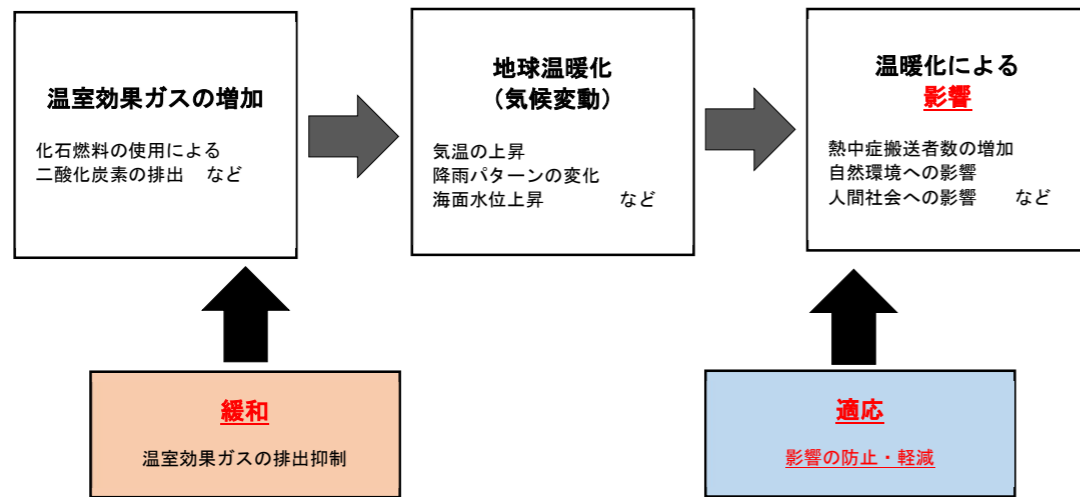 温室効果ガスの増加
化石燃料の使用による
二酸化炭素の排出 など
地球温暖化
（気候変動）
気温の上昇
降雨パターンの変化
海面水位上昇 など
温暖化による
影響
熱中症搬送者数の増加
自然環境への影響
人間社会への影響 など
緩和
温室効果ガスの排出抑制
適応
影響の防止・軽減